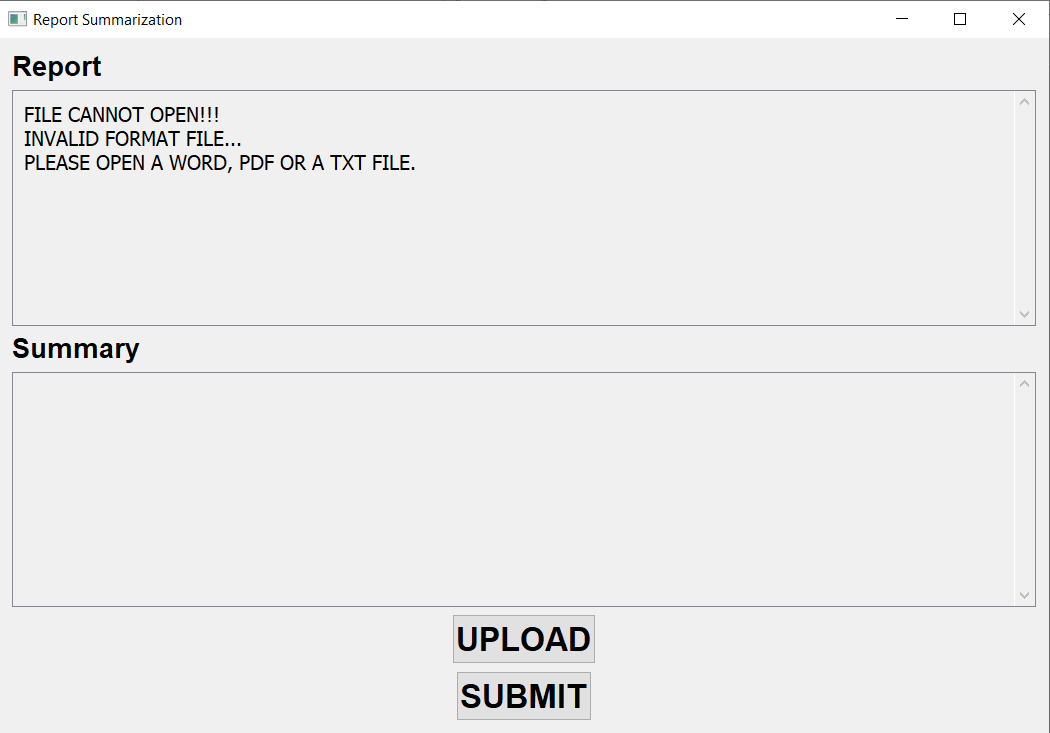 Report Summarization
Report
FILE CANNOT OPEN!!!
INVALID FORMAT FILE...
PLEASE OPEN A WORD, PDF OR A TXT FILE.
Summary
UPLOAD
SUBMIT